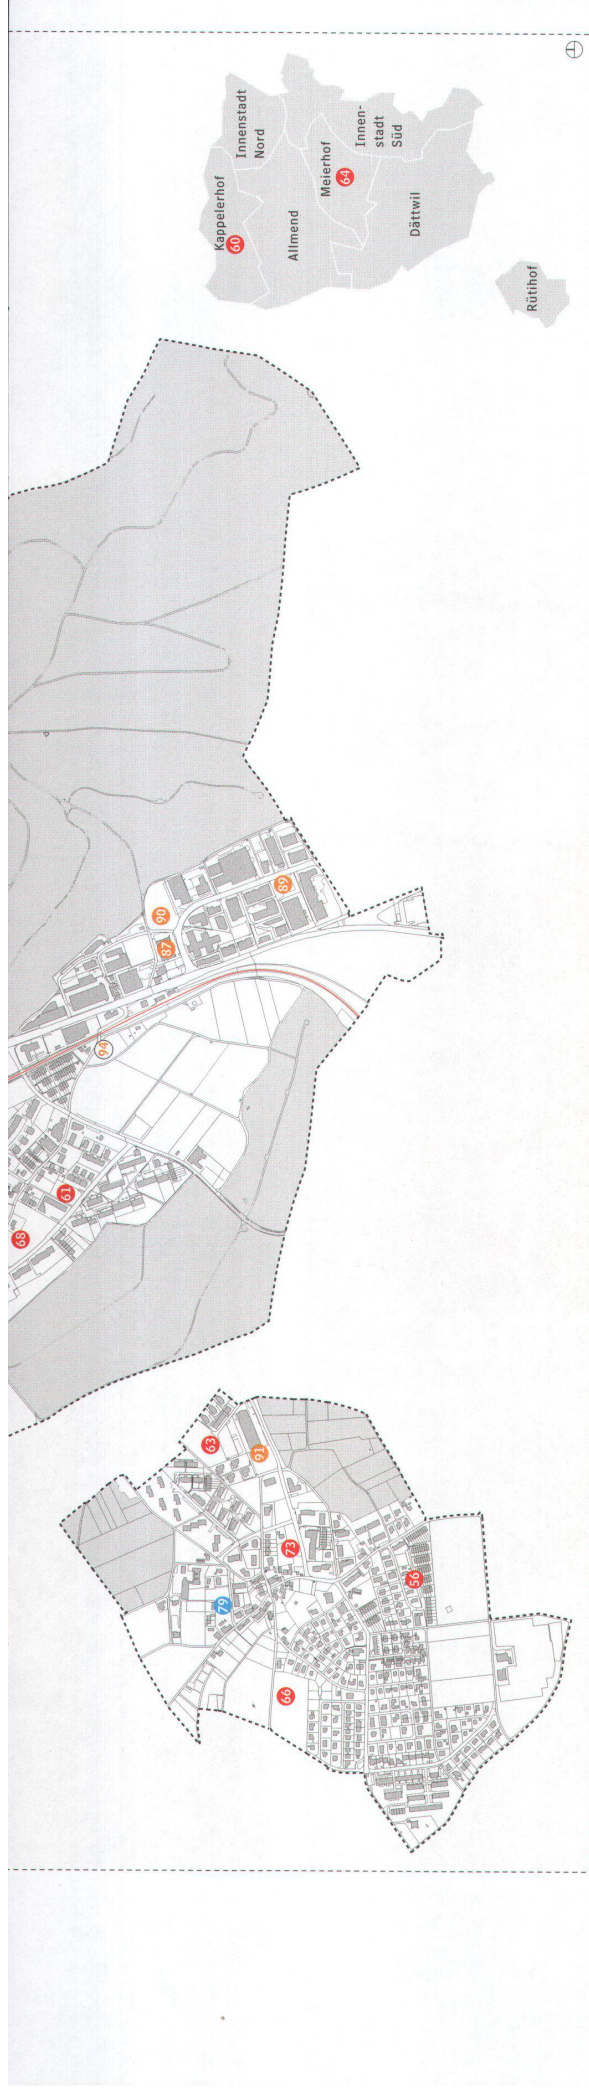 Innenstadt
Nord
Kappelerhof
60
Allmend
Meierhof
64
Innen-
stadt
Süd
Dättwil
Rütihof
90
87
89
94
61
68
63
91
73
79
56
66